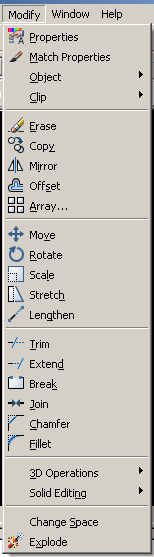 Modify Window Help
Properties
Match Properties
Object
Clip
Erase
Copy
Mirror
Offset
Array...
Move
Rotate
Scale
Stretch
Lengthen
Trim
Extend
Break
Join
Chamfer
Fillet
3D Operations
Solid Editing
Change Space
Explode